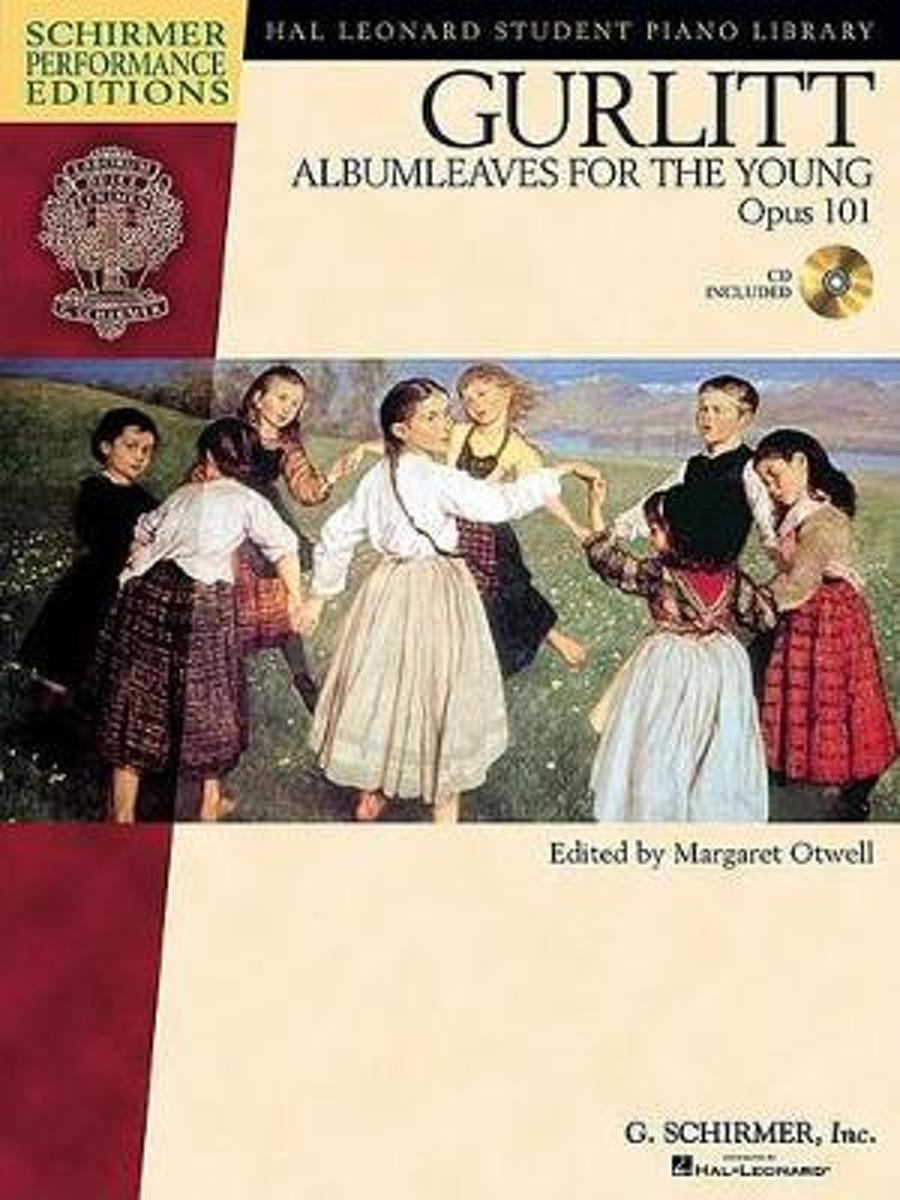 SCHIRMER
PERFORMANCE
EDITIONS
HAL LEONARD STUDENT PIANO LIBRARY
GURLITT
ALBUMLEAVES FOR THE YOUNG
Opus 101
CD
INCLUDED
G. SCHIRMER
Edited by Margaret Otwell
G. SCHIRMER, Inc.
HAL•LEONARD